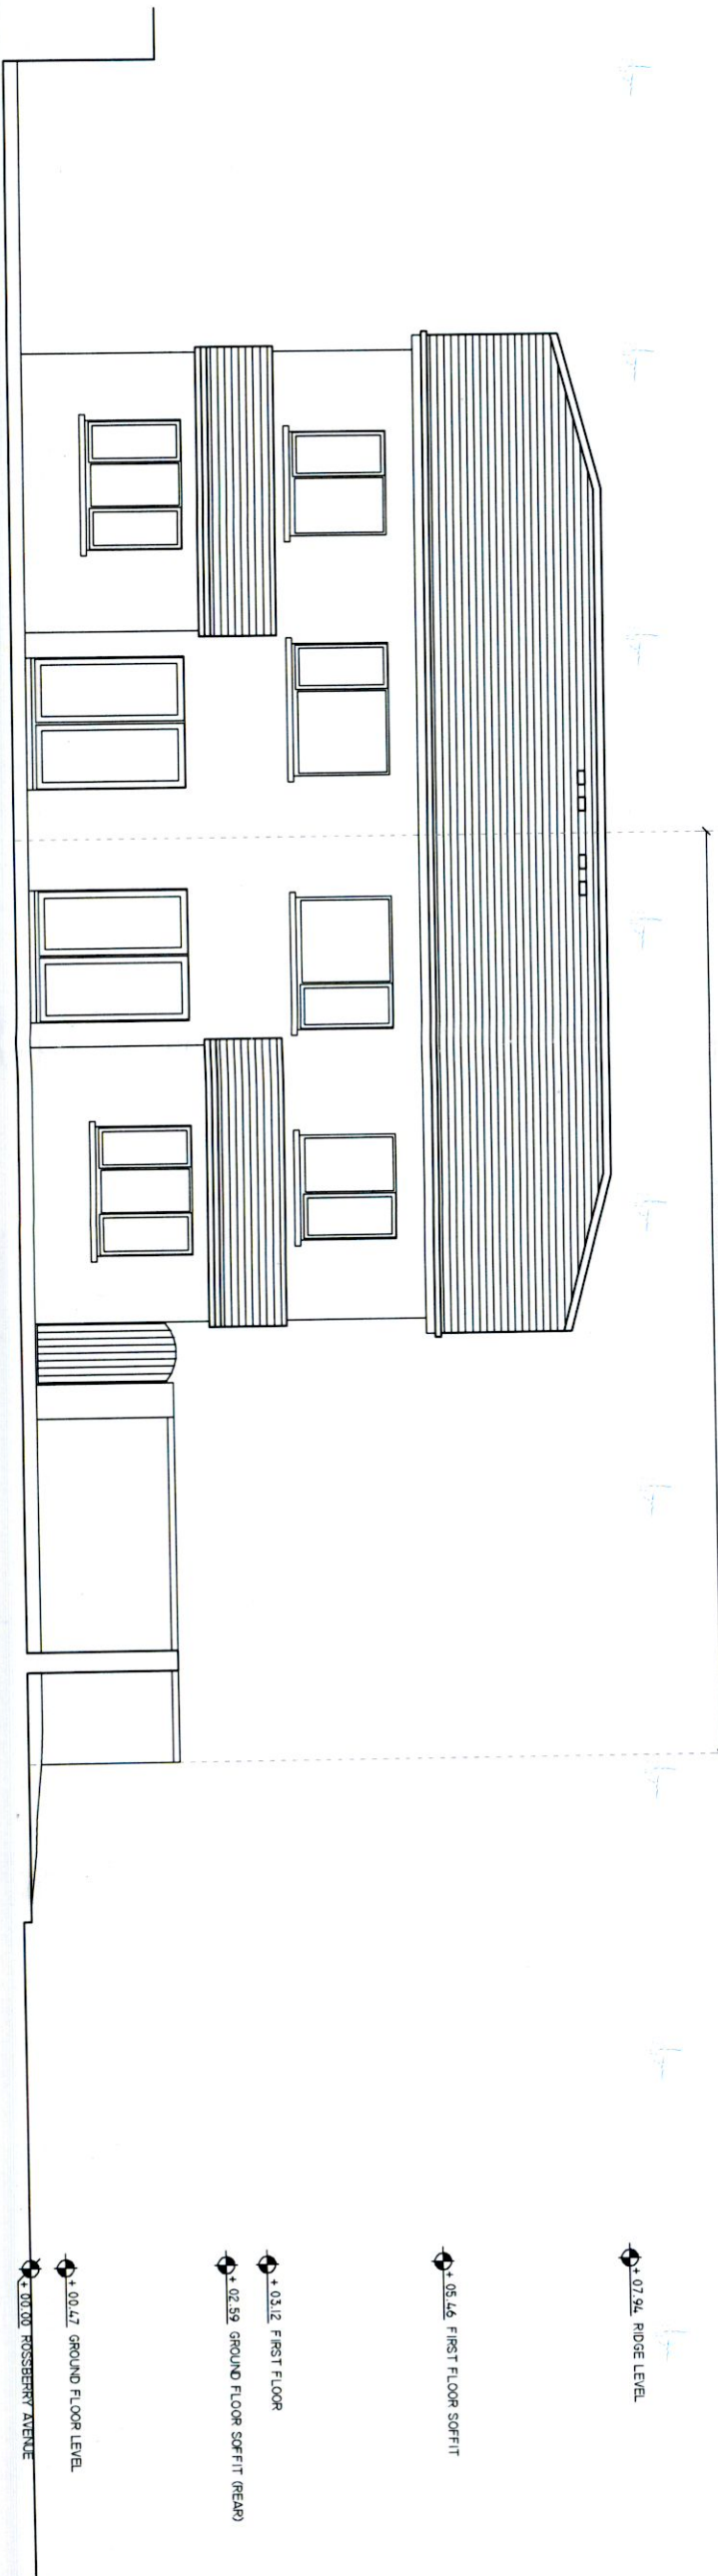 + 07.94 RIDGE LEVEL
+ 05.46 FIRST FLOOR SOFFIT
+ 03.12 FIRST FLOOR
+ 02.59 GROUND FLOOR SOFFIT (REAR)
+ 00.47 GROUND FLOOR LEVEL
+ 00.00 ROSSBERRY AVENUE